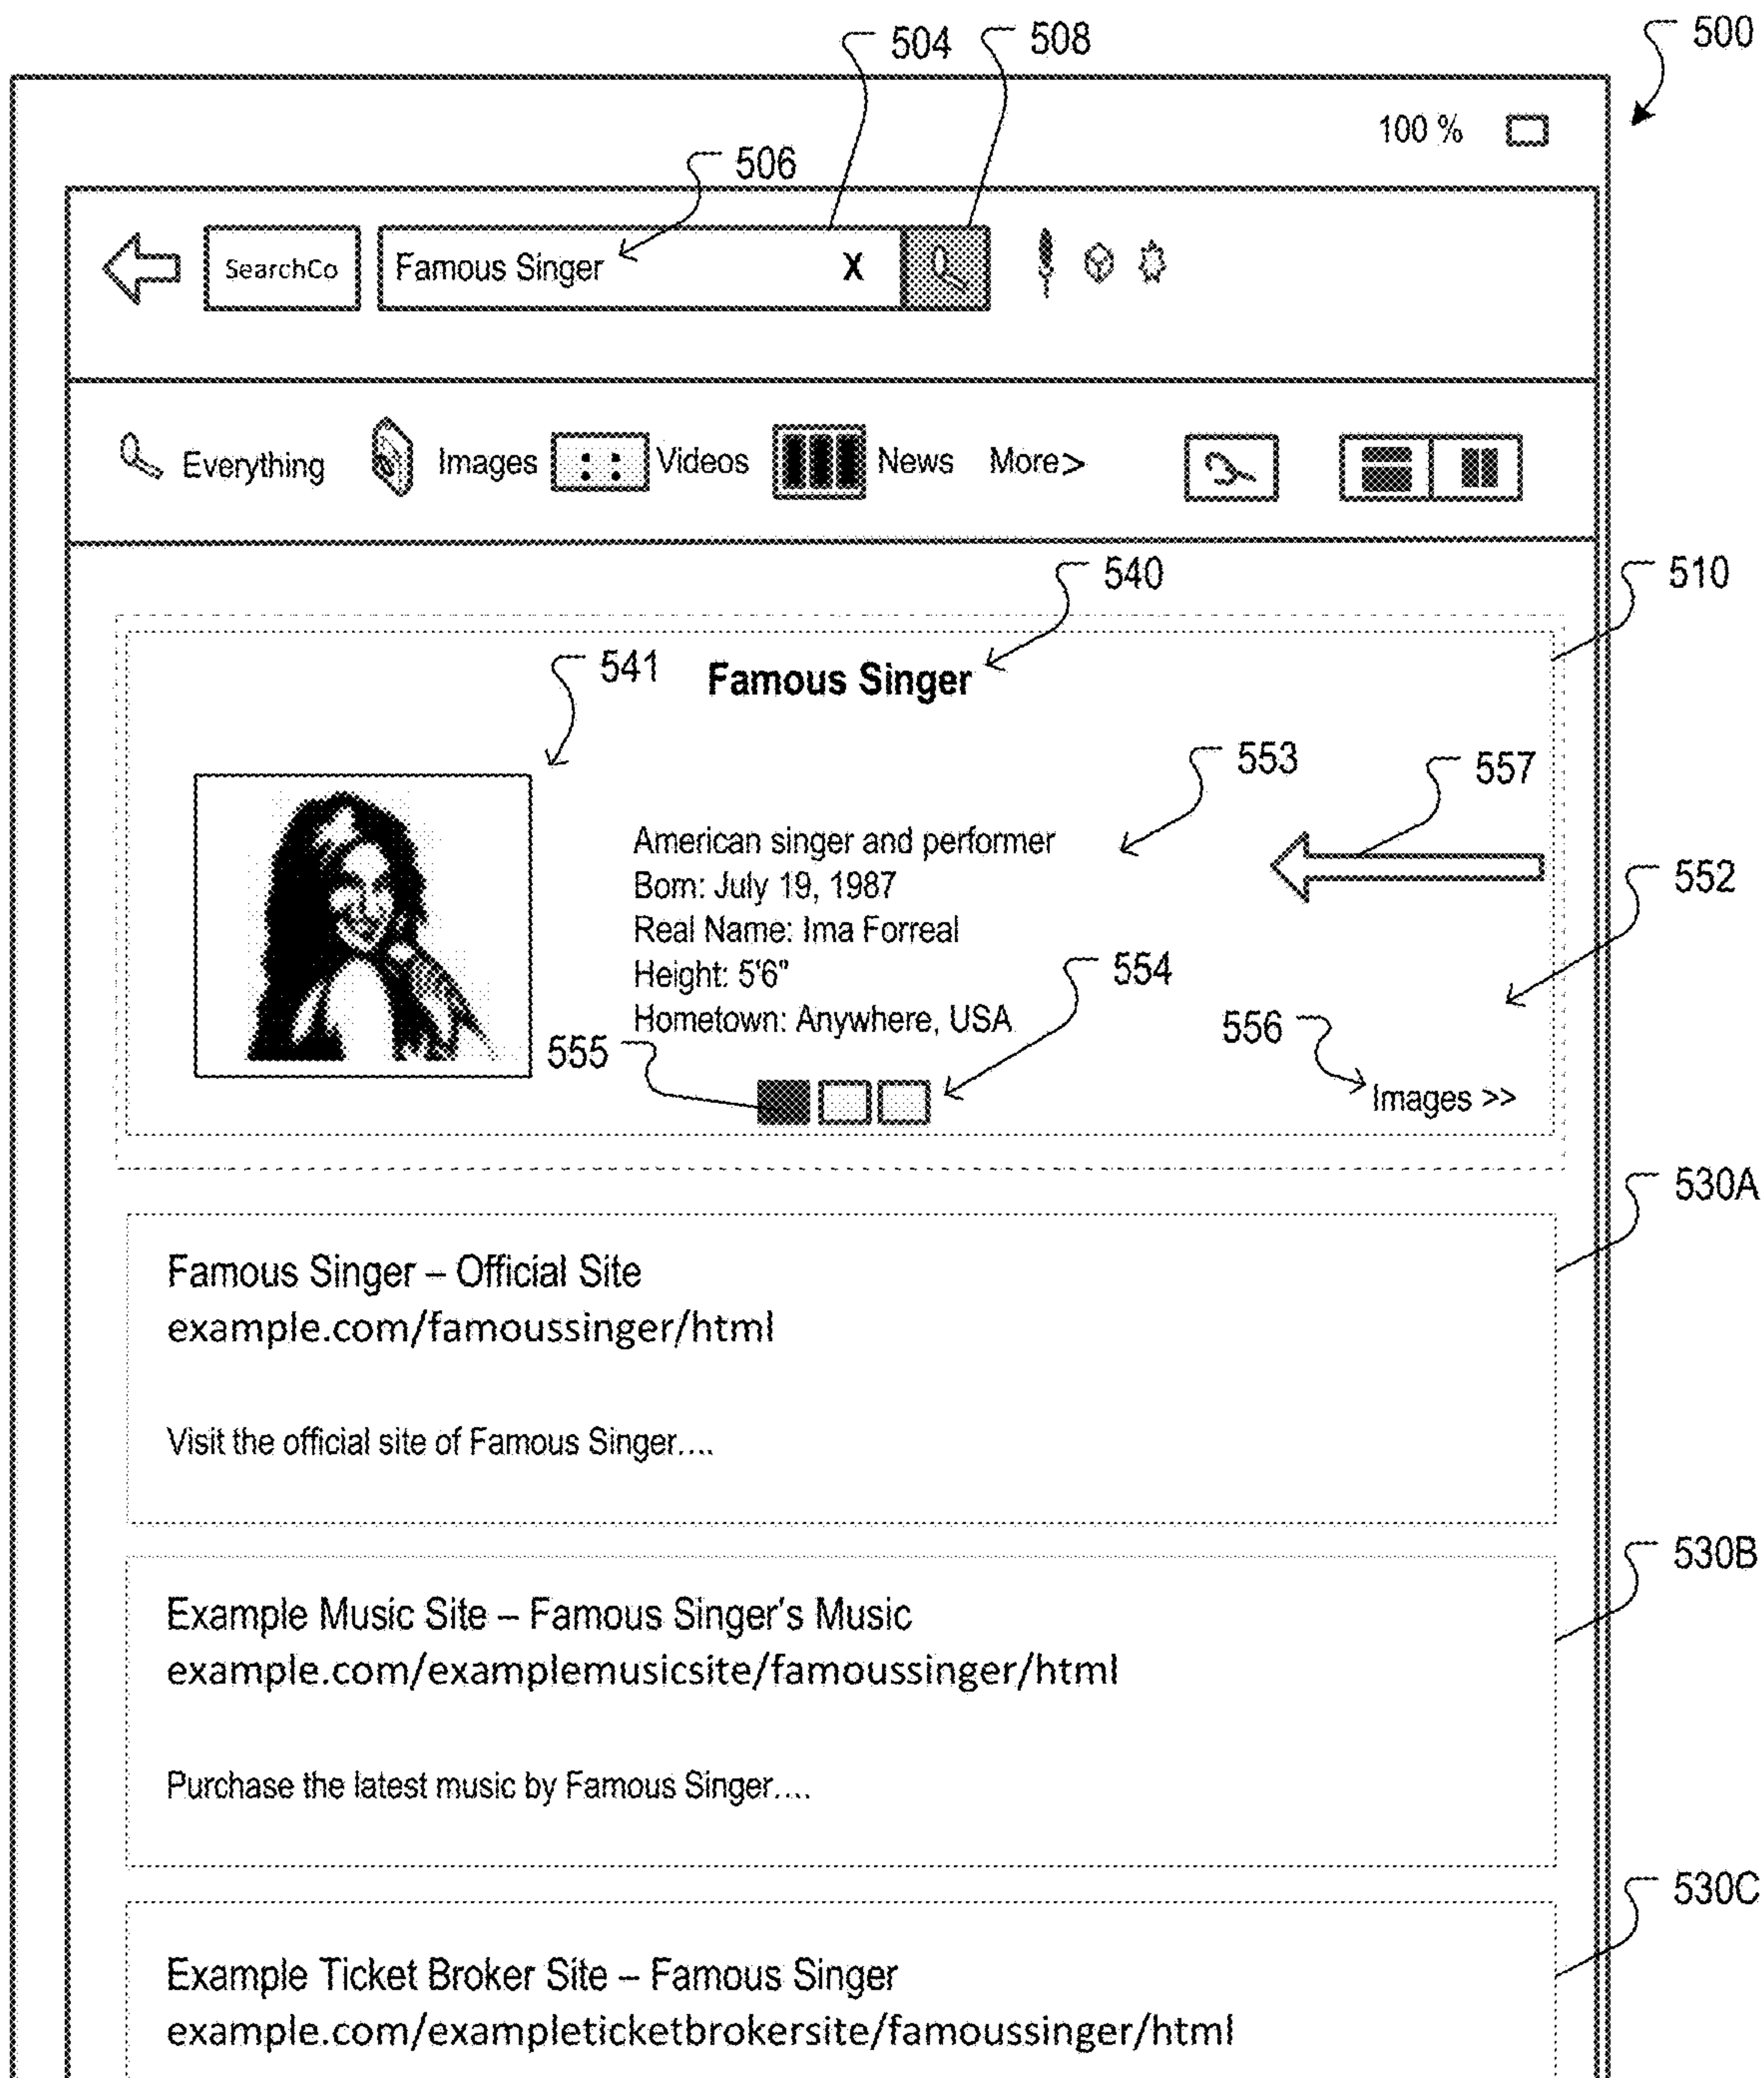 504
508
500
100 %
506
SearchCo
Famous Singer
X
Everything
Images
Videos
News
More>
540
510
541
Famous Singer
553
557
American singer and performer
Born: July 19, 1987
552
Real Name: Ima Forreal
Height: 5'6"
554
Hometown: Anywhere, USA
556
555
Images >>
530A
Famous Singer – Official Site
example.com/famoussinger/html
Visit the official site of Famous Singer....
530B
Example Music Site – Famous Singer's Music
example.com/examplemusicsite/famoussinger/html
Purchase the latest music by Famous Singer....
530C
Example Ticket Broker Site – Famous Singer
example.com/exampleticketbrokersite/famoussinger/html